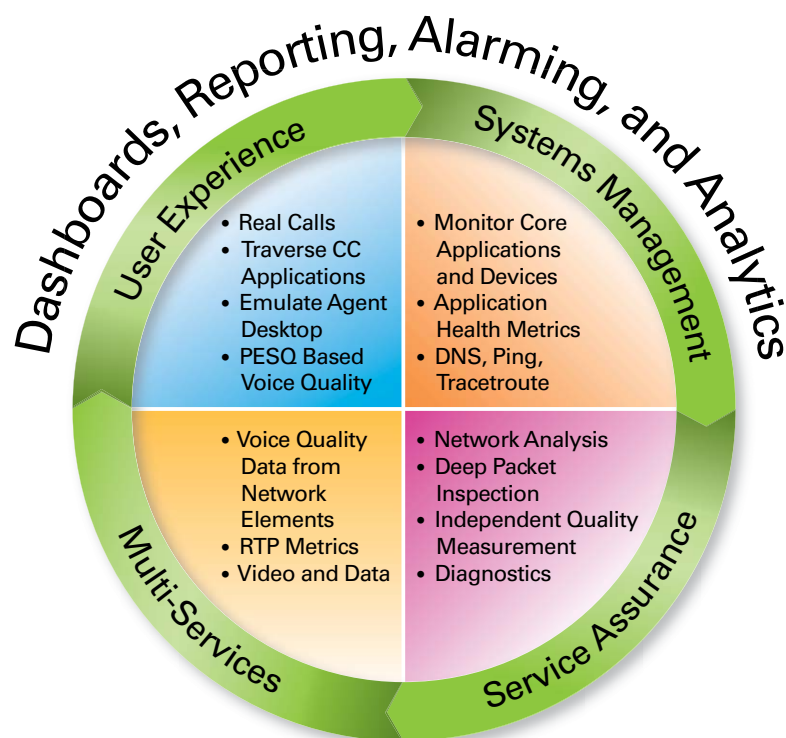 Dashboards, Reporting, Alarming, and Analytics
User Experience
• Real Calls
• Traverse CC
Applications
• Emulate Agent
Desktop
• PESQ Based
Voice Quality
Systems Management
• Monitor Core
Applications
and Devices
• Application
Health Metrics
• DNS, Ping,
Tracetroute
Multi-Services
• Voice Quality
Data from
Network
Elements
• RTP Metrics
• Video and Data
Service Assurance
• Network Analysis
• Deep Packet
Inspection
• Independent Quality
Measurement
• Diagnostics